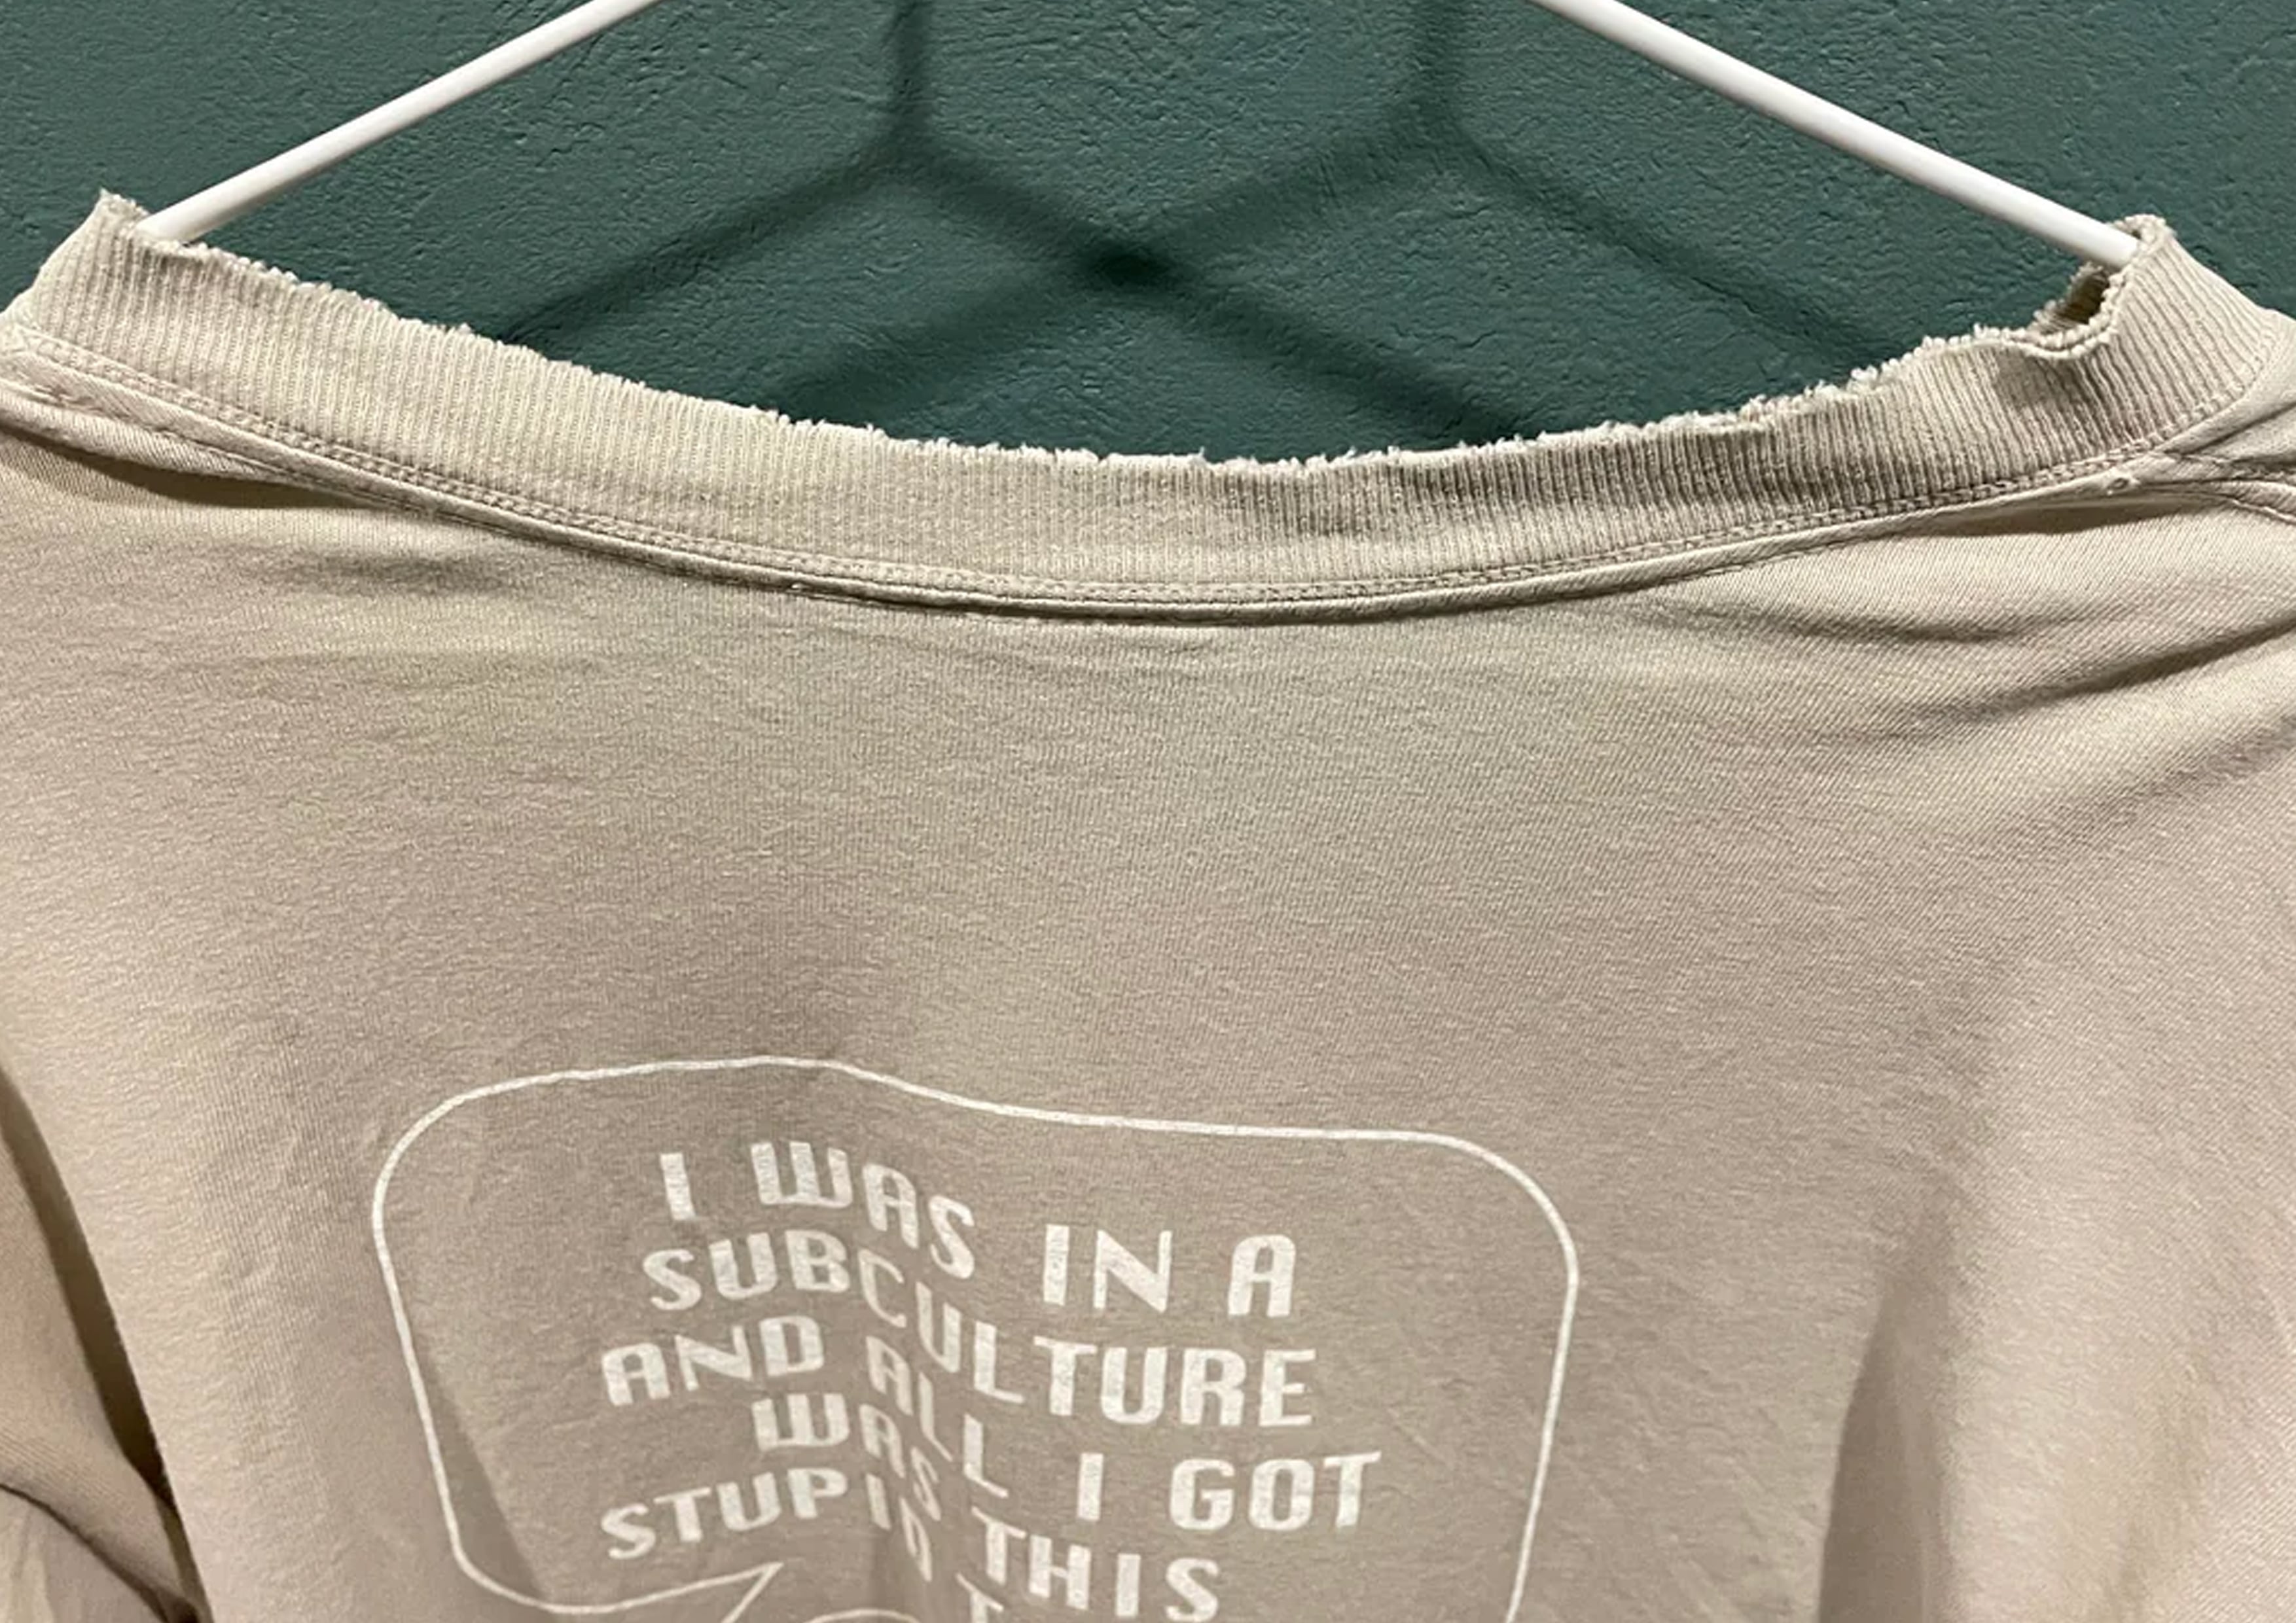 I WAS IN A
SUBCULTURE
AND ALL I GOT
WAS THIS
STUPID